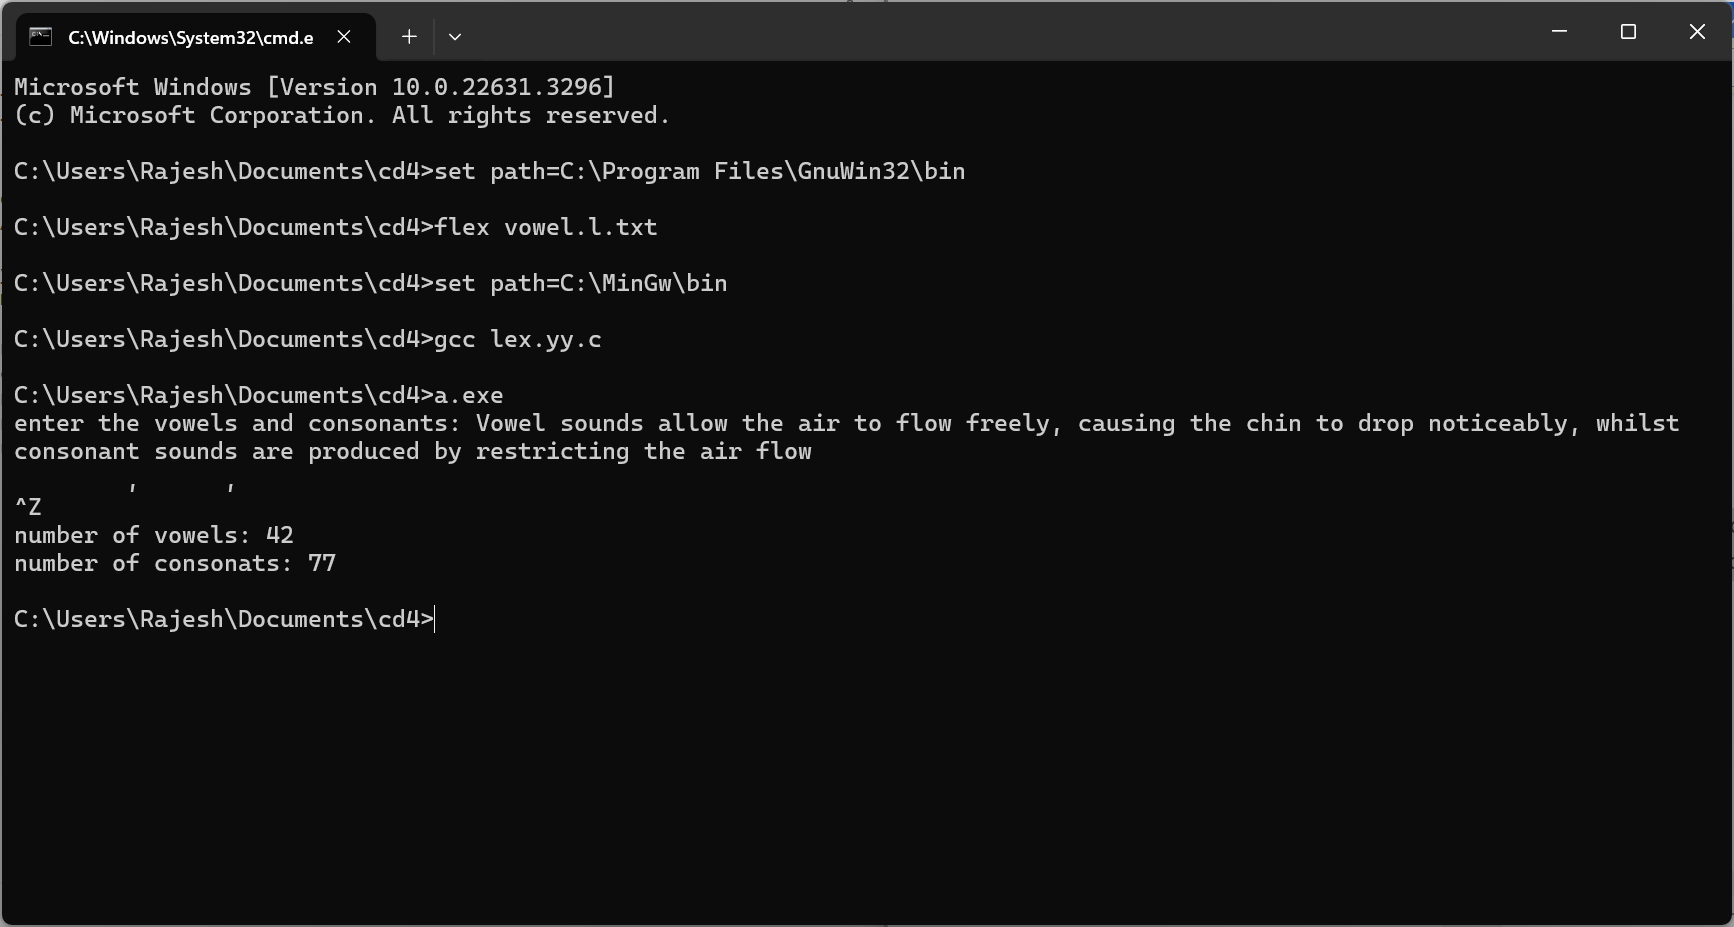 C:\Windows\System32\cmd.e
Microsoft Windows [Version 10.0.22631.3296]
(c) Microsoft Corporation. All rights reserved.
C:\Users\Rajesh\Documents\cd4>set path=C:\Program Files\GnuWin32\bin
C:\Users\Rajesh\Documents\cd4>flex vowel.l.txt
C:\Users\Rajesh\Documents\cd4>set path=C:\MinGw\bin
C:\Users\Rajesh\Documents\cd4>gcc lex.yy.c
C:\Users\Rajesh\Documents\cd4>a.exe
enter the vowels and consonants: Vowel sounds allow the air to flow freely, causing the chin to drop noticeably, whilst
consonant sounds are produced by restricting the air flow
, ,
^Z
number of vowels: 42
number of consonats: 77
C:\Users\Rajesh\Documents\cd4>